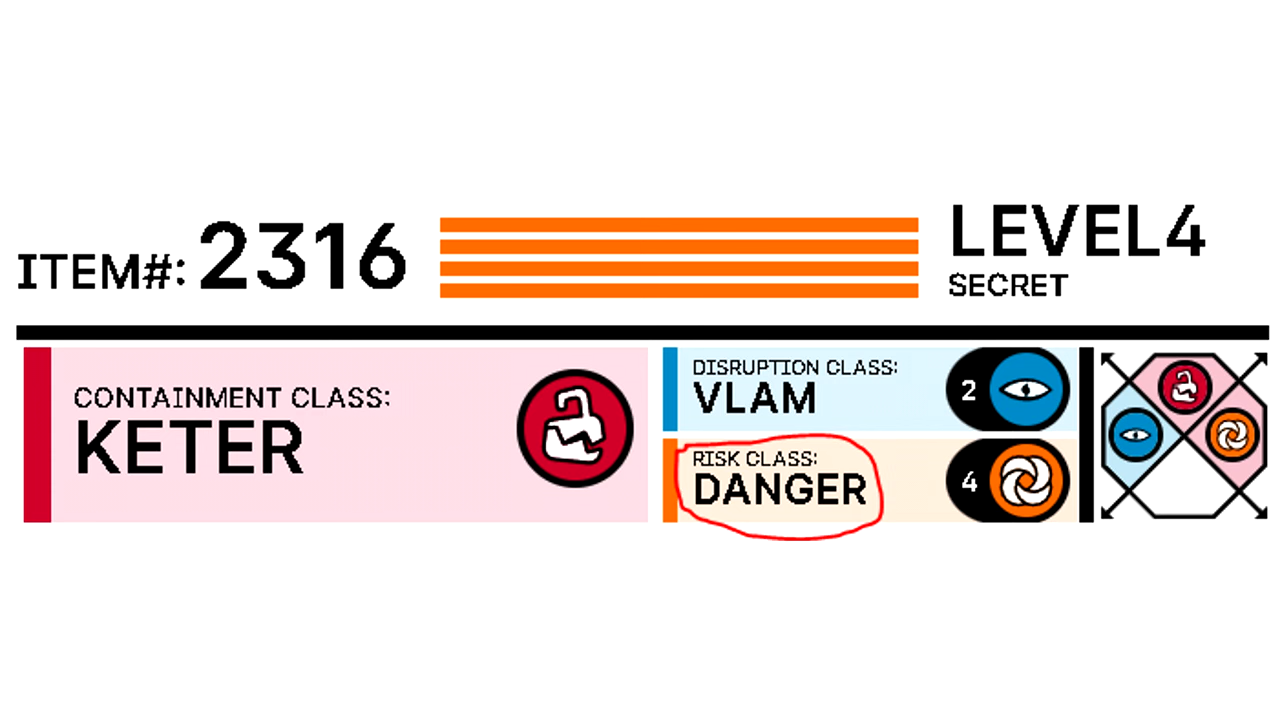 ITEM#: 2316
LEVEL4
SECRET
CONTAINMENT CLASS:
KETER
DISRUPTION CLASS:
VLAM
2
RISK CLASS:
DANGER
4